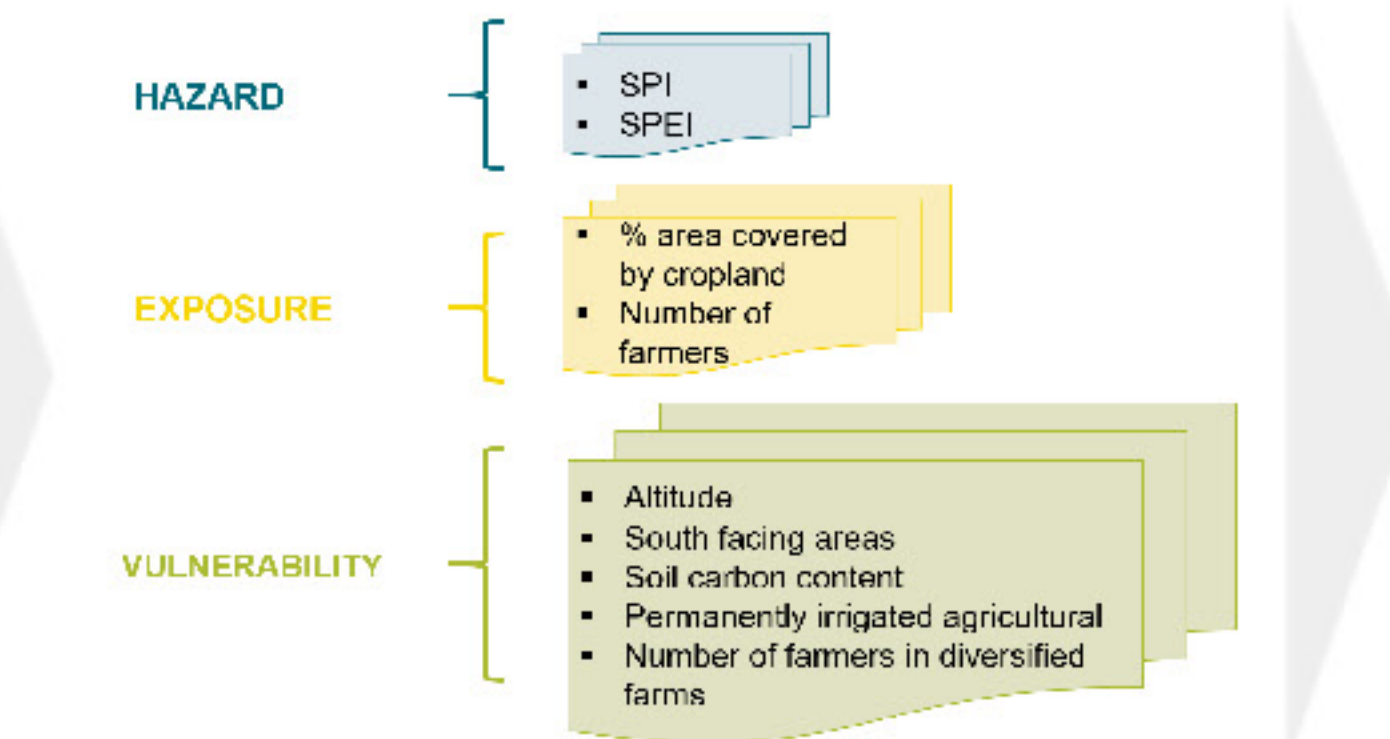 HAZARD
▪ SPI
▪ SPEI
EXPOSURE
▪ % area covered
by cropland
▪ Number of
farmers
VULNERABILITY
▪ Altitude
▪ South facing areas
▪ Soil carbon content
▪ Permanently irrigated agricultural
▪ Number of farmers in diversified
farms